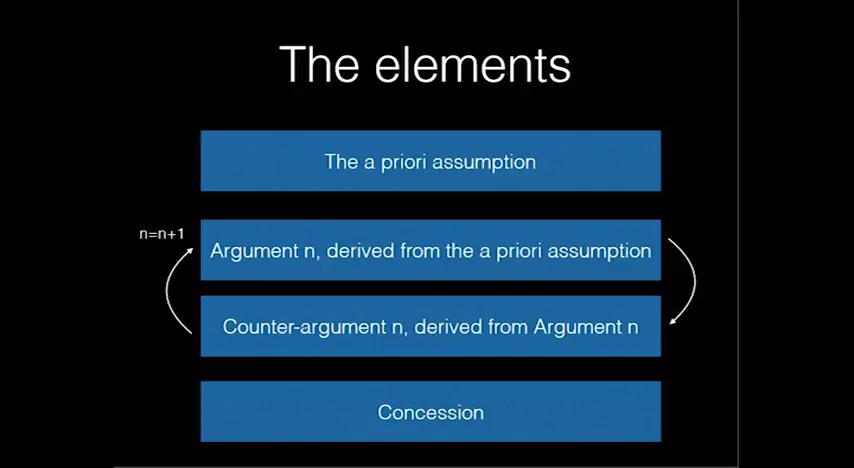 The elements
The a priori assumption
n=n+1
Argument n, derived from the a priori assumption
Counter-argument n, derived from Argument n
Concession